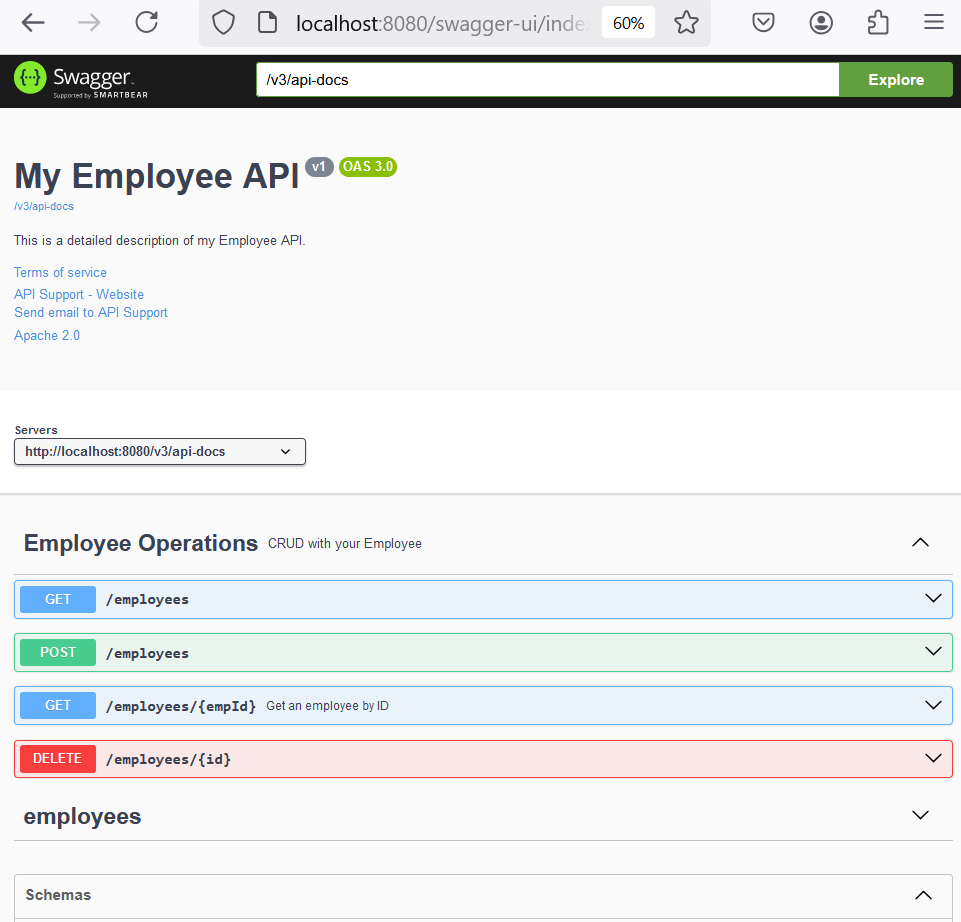 localhost:8080/swagger-ui/inde
60%
Swagger
Supported by SMARTBEAR
/v3/api-docs
Explore
My Employee API v1 OAS 3.0
/v3/api-docs
This is a detailed description of my Employee API.
Terms of service
API Support - Website
Send email to API Support
Apache 2.0
Servers
http://localhost:8080/v3/api-docs
Employee Operations CRUD with your Employee
GET /employees
POST /employees
GET /employees/{empId} Get an employee by ID
DELETE /employees/{id}
employees
Schemas